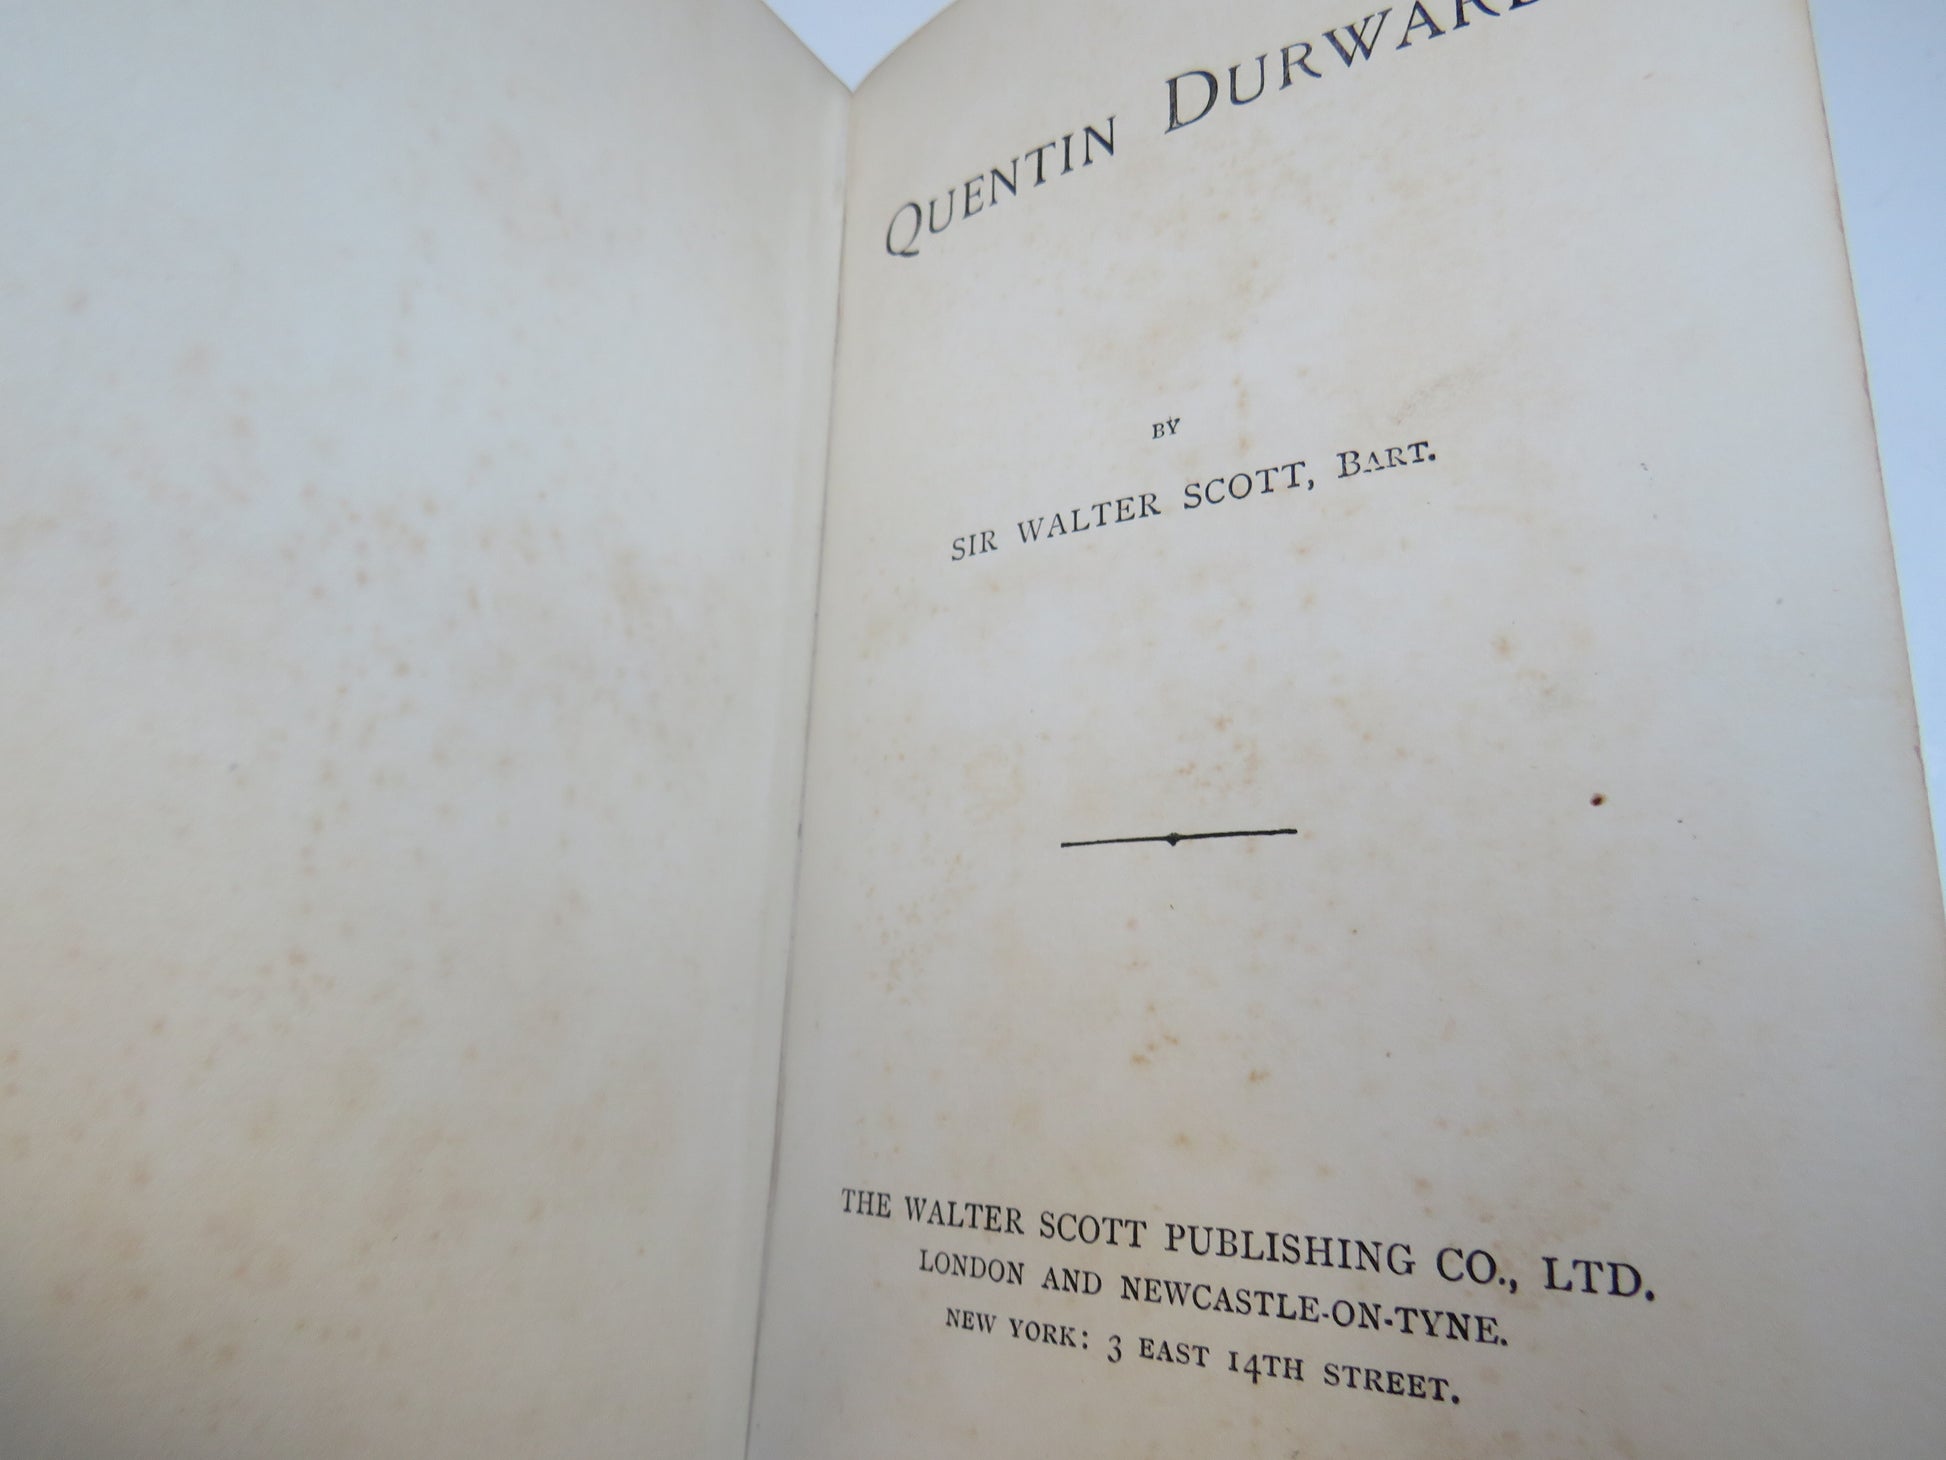 QUENTIN DURWARD
BY
SIR WALTER SCOTT, BART.
THE WALTER SCOTT PUBLISHING CO., LTD.
LONDON AND NEWCASTLE-ON-TYNE.
NEW YORK: 3 EAST 14TH STREET.